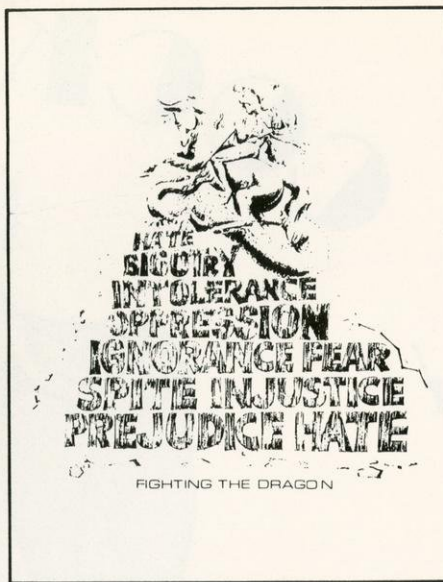 HATE
BIGOTRY
INTOLERANCE
OPPRESSION
IGNORANCE FEAR
SPITE INJUSTICE
PREJUDICE HATE
FIGHTING THE DRAGON